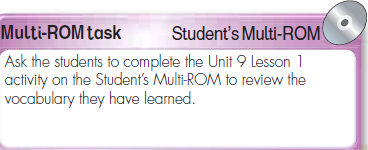 Multi-ROM task Student's Multi-ROM
Ask the students to complete the Unit 9 Lesson 1
activity on the Student's Multi-ROM to review the
vocabulary they have learned.